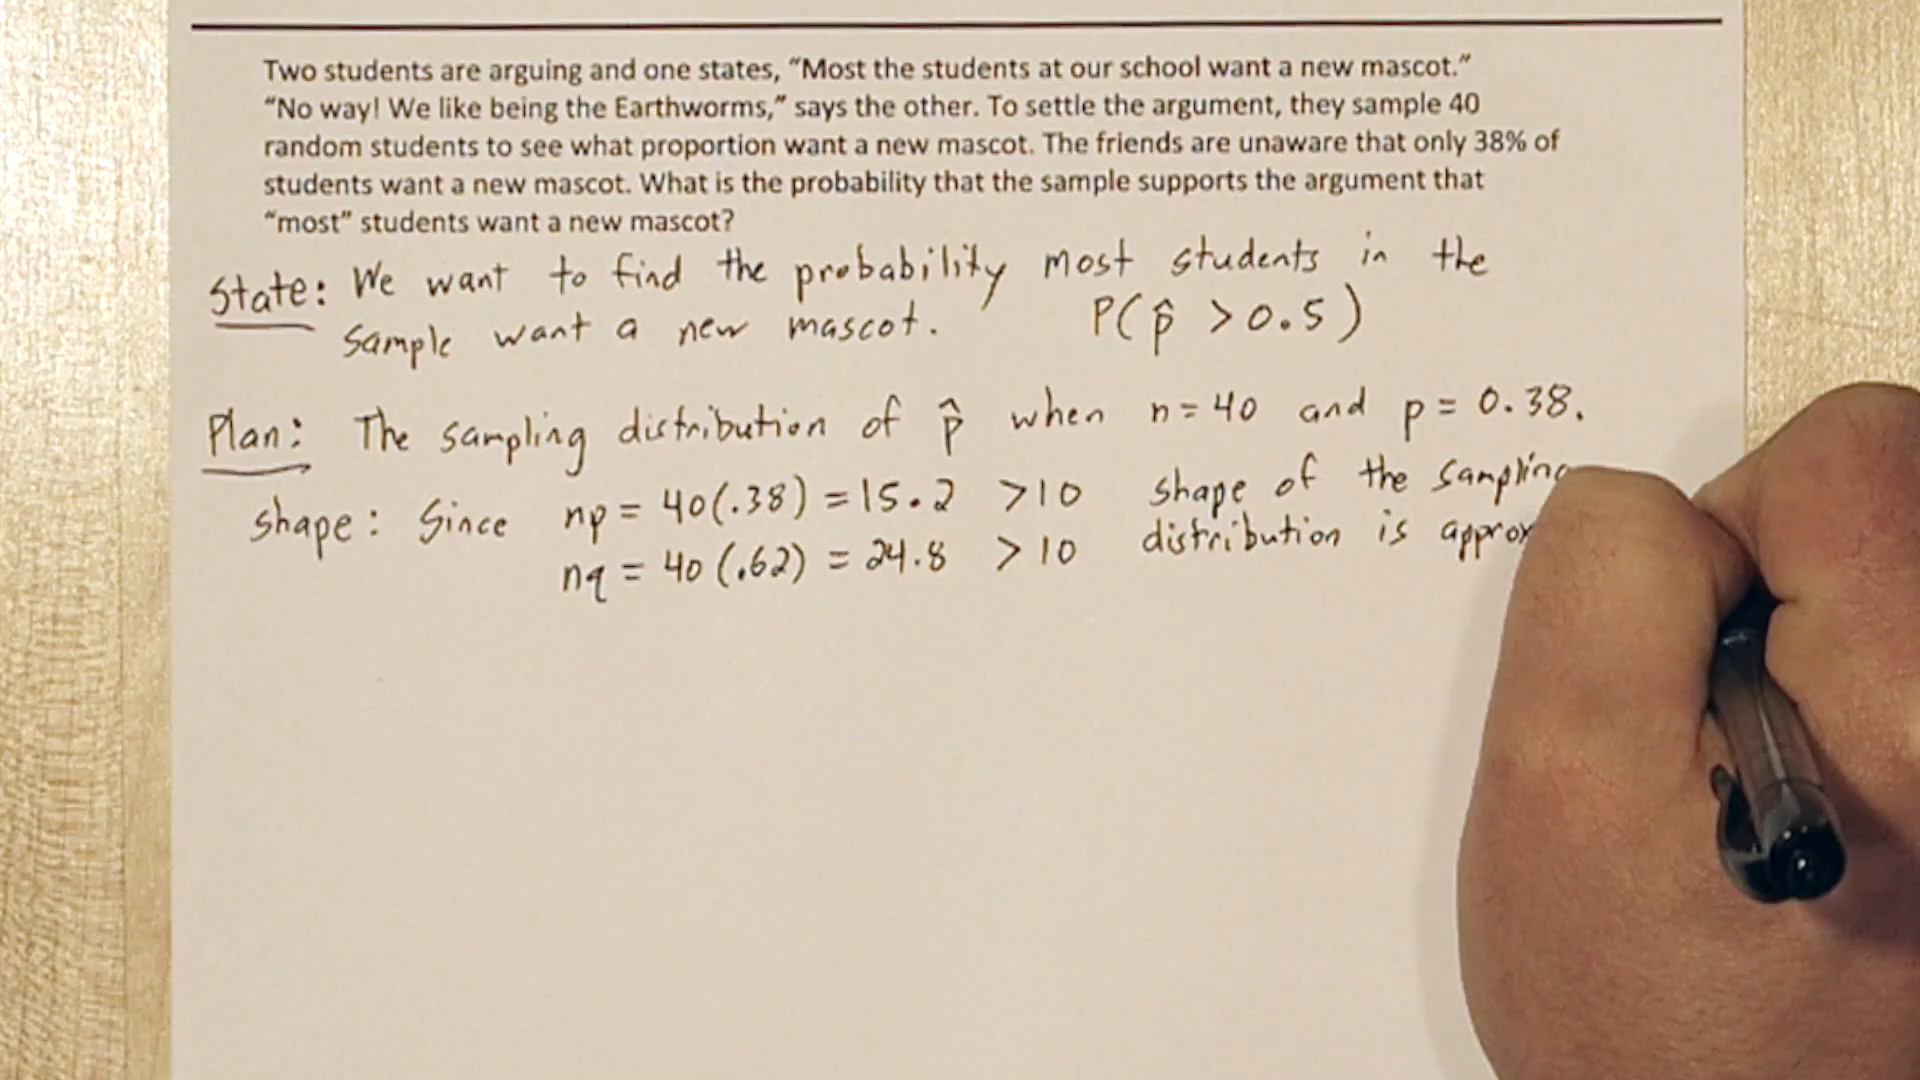 Two students are arguing and one states, “Most the students at our school want a new mascot.”
“No way! We like being the Earthworms,” says the other. To settle the argument, they sample 40
random students to see what proportion want a new mascot. The friends are unaware that only 38% of
students want a new mascot. What is the probability that the sample supports the argument that
“most” students want a new mascot?
State: We want to find the probability most students in the
sample want a new mascot. P(p̂ > 0.5)
Plan: The sampling distribution of p̂ when n = 40 and p = 0.38.
shape: Since np = 40(.38) = 15.2 >10 shape of the sampling
nq = 40(.62) = 24.8 >10 distribution is approx